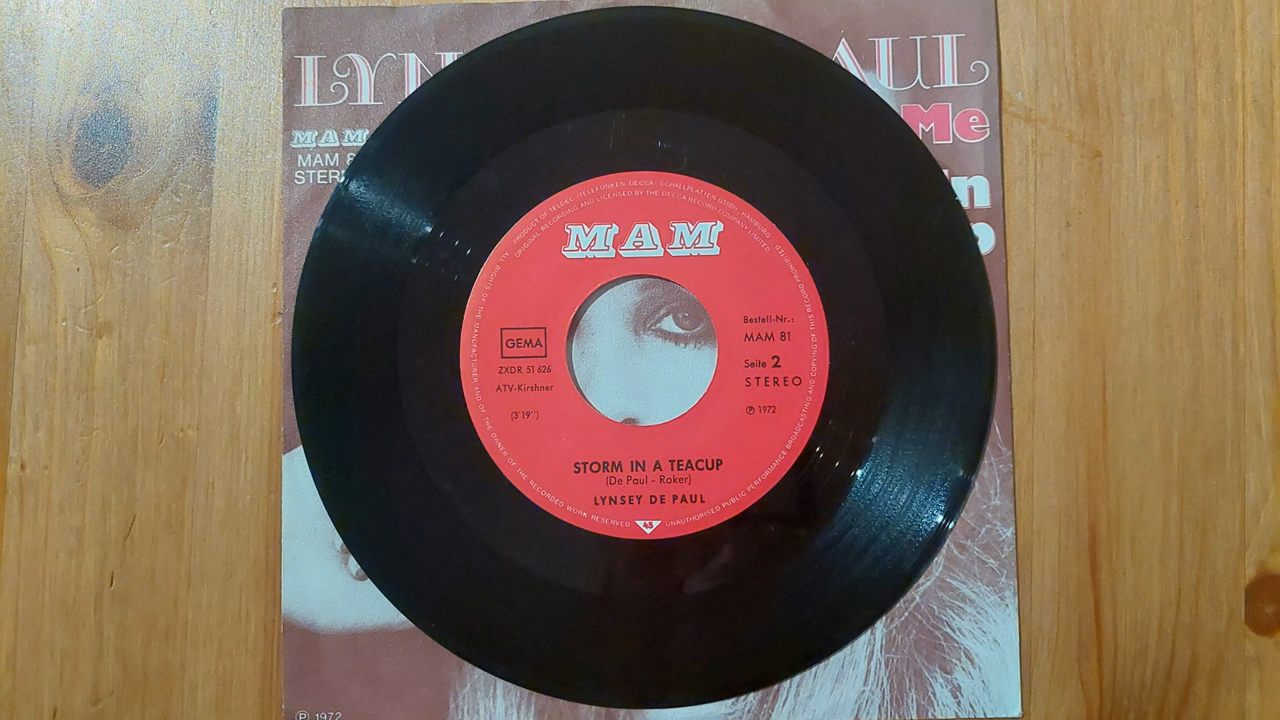 LYN
AUL
MAM
Me
MAM 8
STER
PRODUCT OF TELDEC ›TELEFUNKEN-DECCA‹ SCHALLPLATTEN GMBH · HAMBURG
ORIGINAL RECORDING AND LICENSED BY THE DECCA RECORD COMPANY LIMITED
MAM
GEMA
ZXDR 51 626
ATV-Kirshner
(3'19'')
Bestell-Nr.:
MAM 81
Seite 2
STEREO
℗ 1972
STORM IN A TEACUP
(De Paul - Roker)
LYNSEY DE PAUL
ALL RIGHTS OF THE MANUFACTURER AND OF THE OWNER OF THE RECORDED WORK RESERVED
45
UNAUTHORISED PUBLIC PERFORMANCE BROADCASTING AND COPYING OF THIS RECORD PROHIBITED
℗ 1972